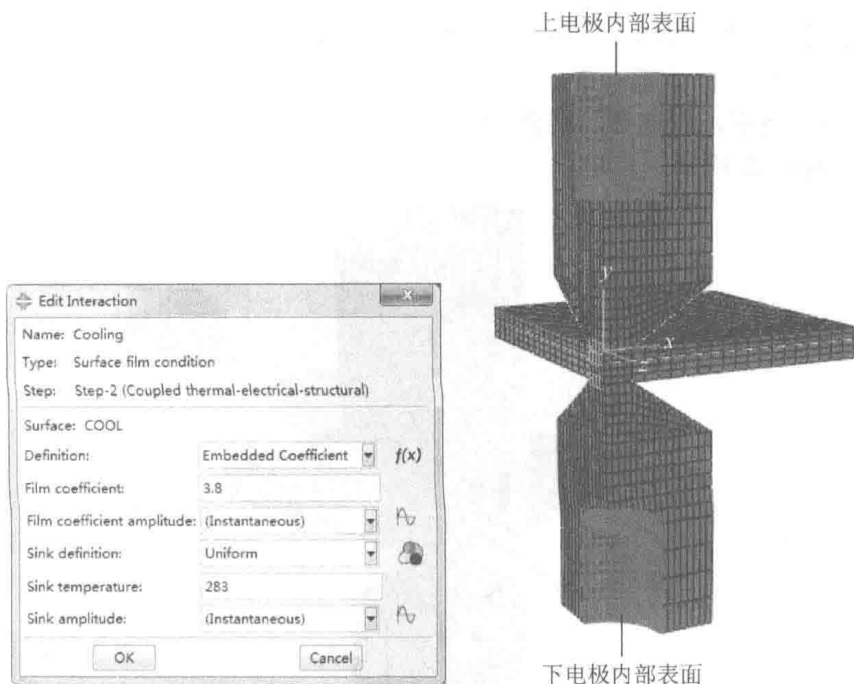 上电极内部表面
Edit Interaction
Name: Cooling
Type: Surface film condition
Step: Step-2 (Coupled thermal-electrical-structural)
Surface: COOL
Definition: Embedded Coefficient f(x)
Film coefficient: 3.8
Film coefficient amplitude: (Instantaneous)
Sink definition: Uniform
Sink temperature: 283
Sink amplitude: (Instantaneous)
OK Cancel
y
x
z
下电极内部表面